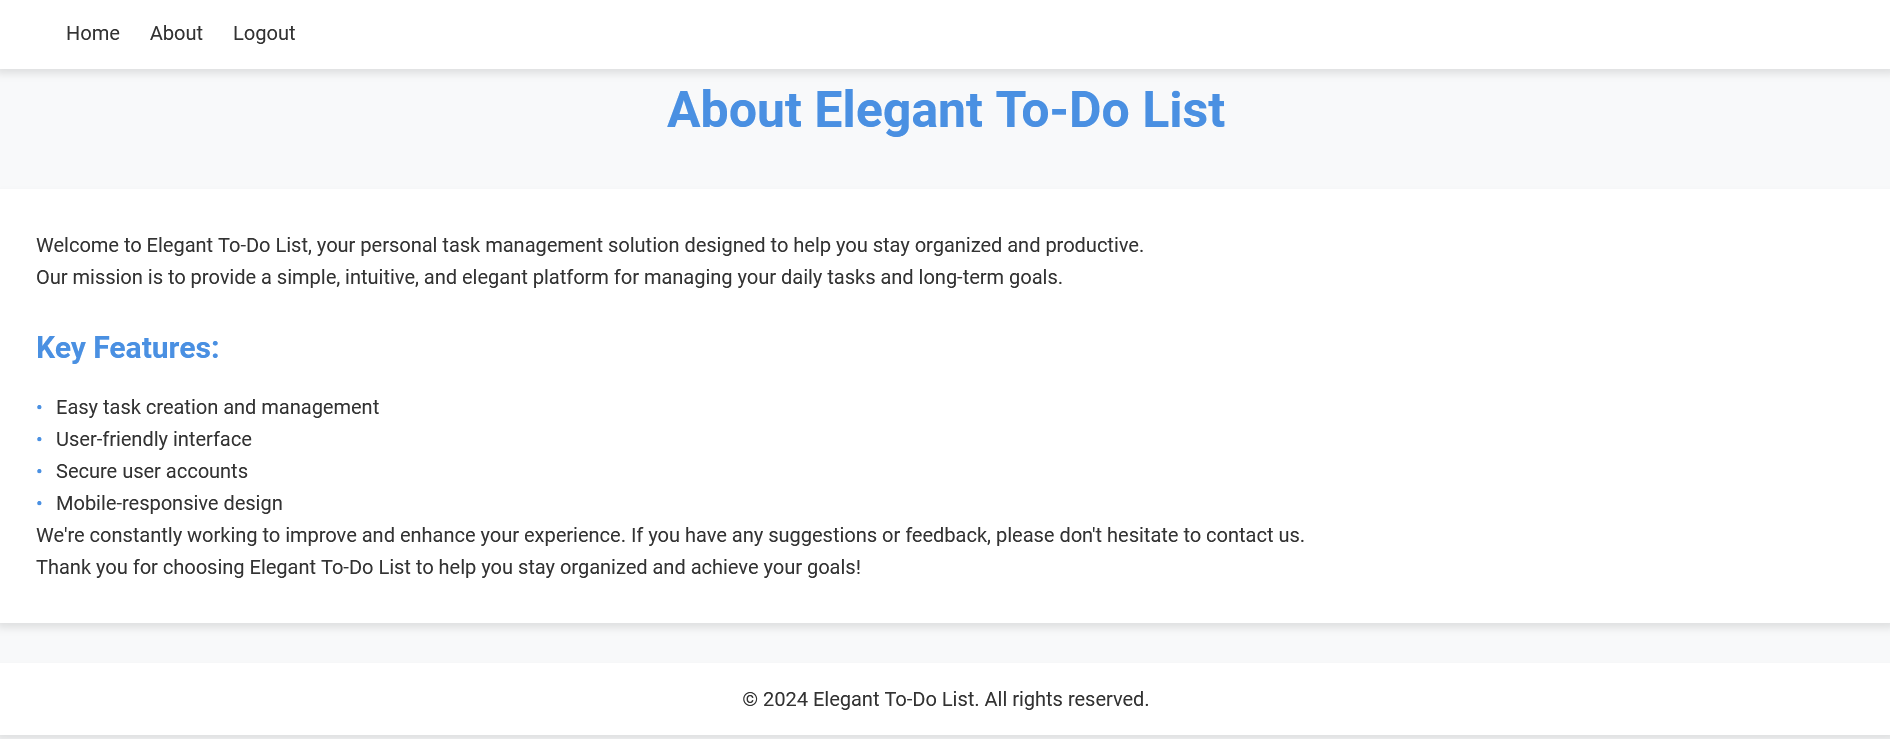 Home About Logout
About Elegant To-Do List
Welcome to Elegant To-Do List, your personal task management solution designed to help you stay organized and productive.
Our mission is to provide a simple, intuitive, and elegant platform for managing your daily tasks and long-term goals.
Key Features:
• Easy task creation and management
• User-friendly interface
• Secure user accounts
• Mobile-responsive design
We're constantly working to improve and enhance your experience. If you have any suggestions or feedback, please don't hesitate to contact us.
Thank you for choosing Elegant To-Do List to help you stay organized and achieve your goals!
© 2024 Elegant To-Do List. All rights reserved.